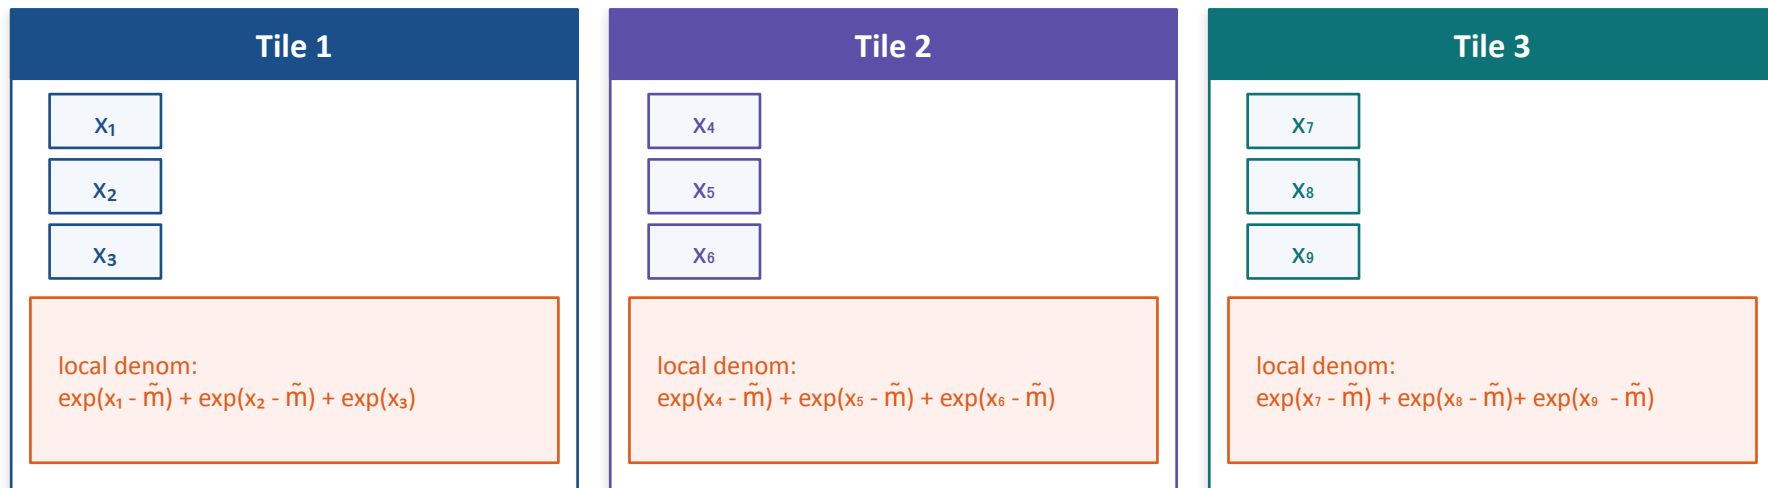 Tile 1
x₁
x₂
x₃
local denom:
exp(x₁ - m̃) + exp(x₂ - m̃) + exp(x₃)
Tile 2
x₄
x₅
x₆
local denom:
exp(x₄ - m̃) + exp(x₅ - m̃) + exp(x₆ - m̃)
Tile 3
x₇
x₈
x₉
local denom:
exp(x₇ - m̃) + exp(x₈ - m̃)+ exp(x₉ - m̃)